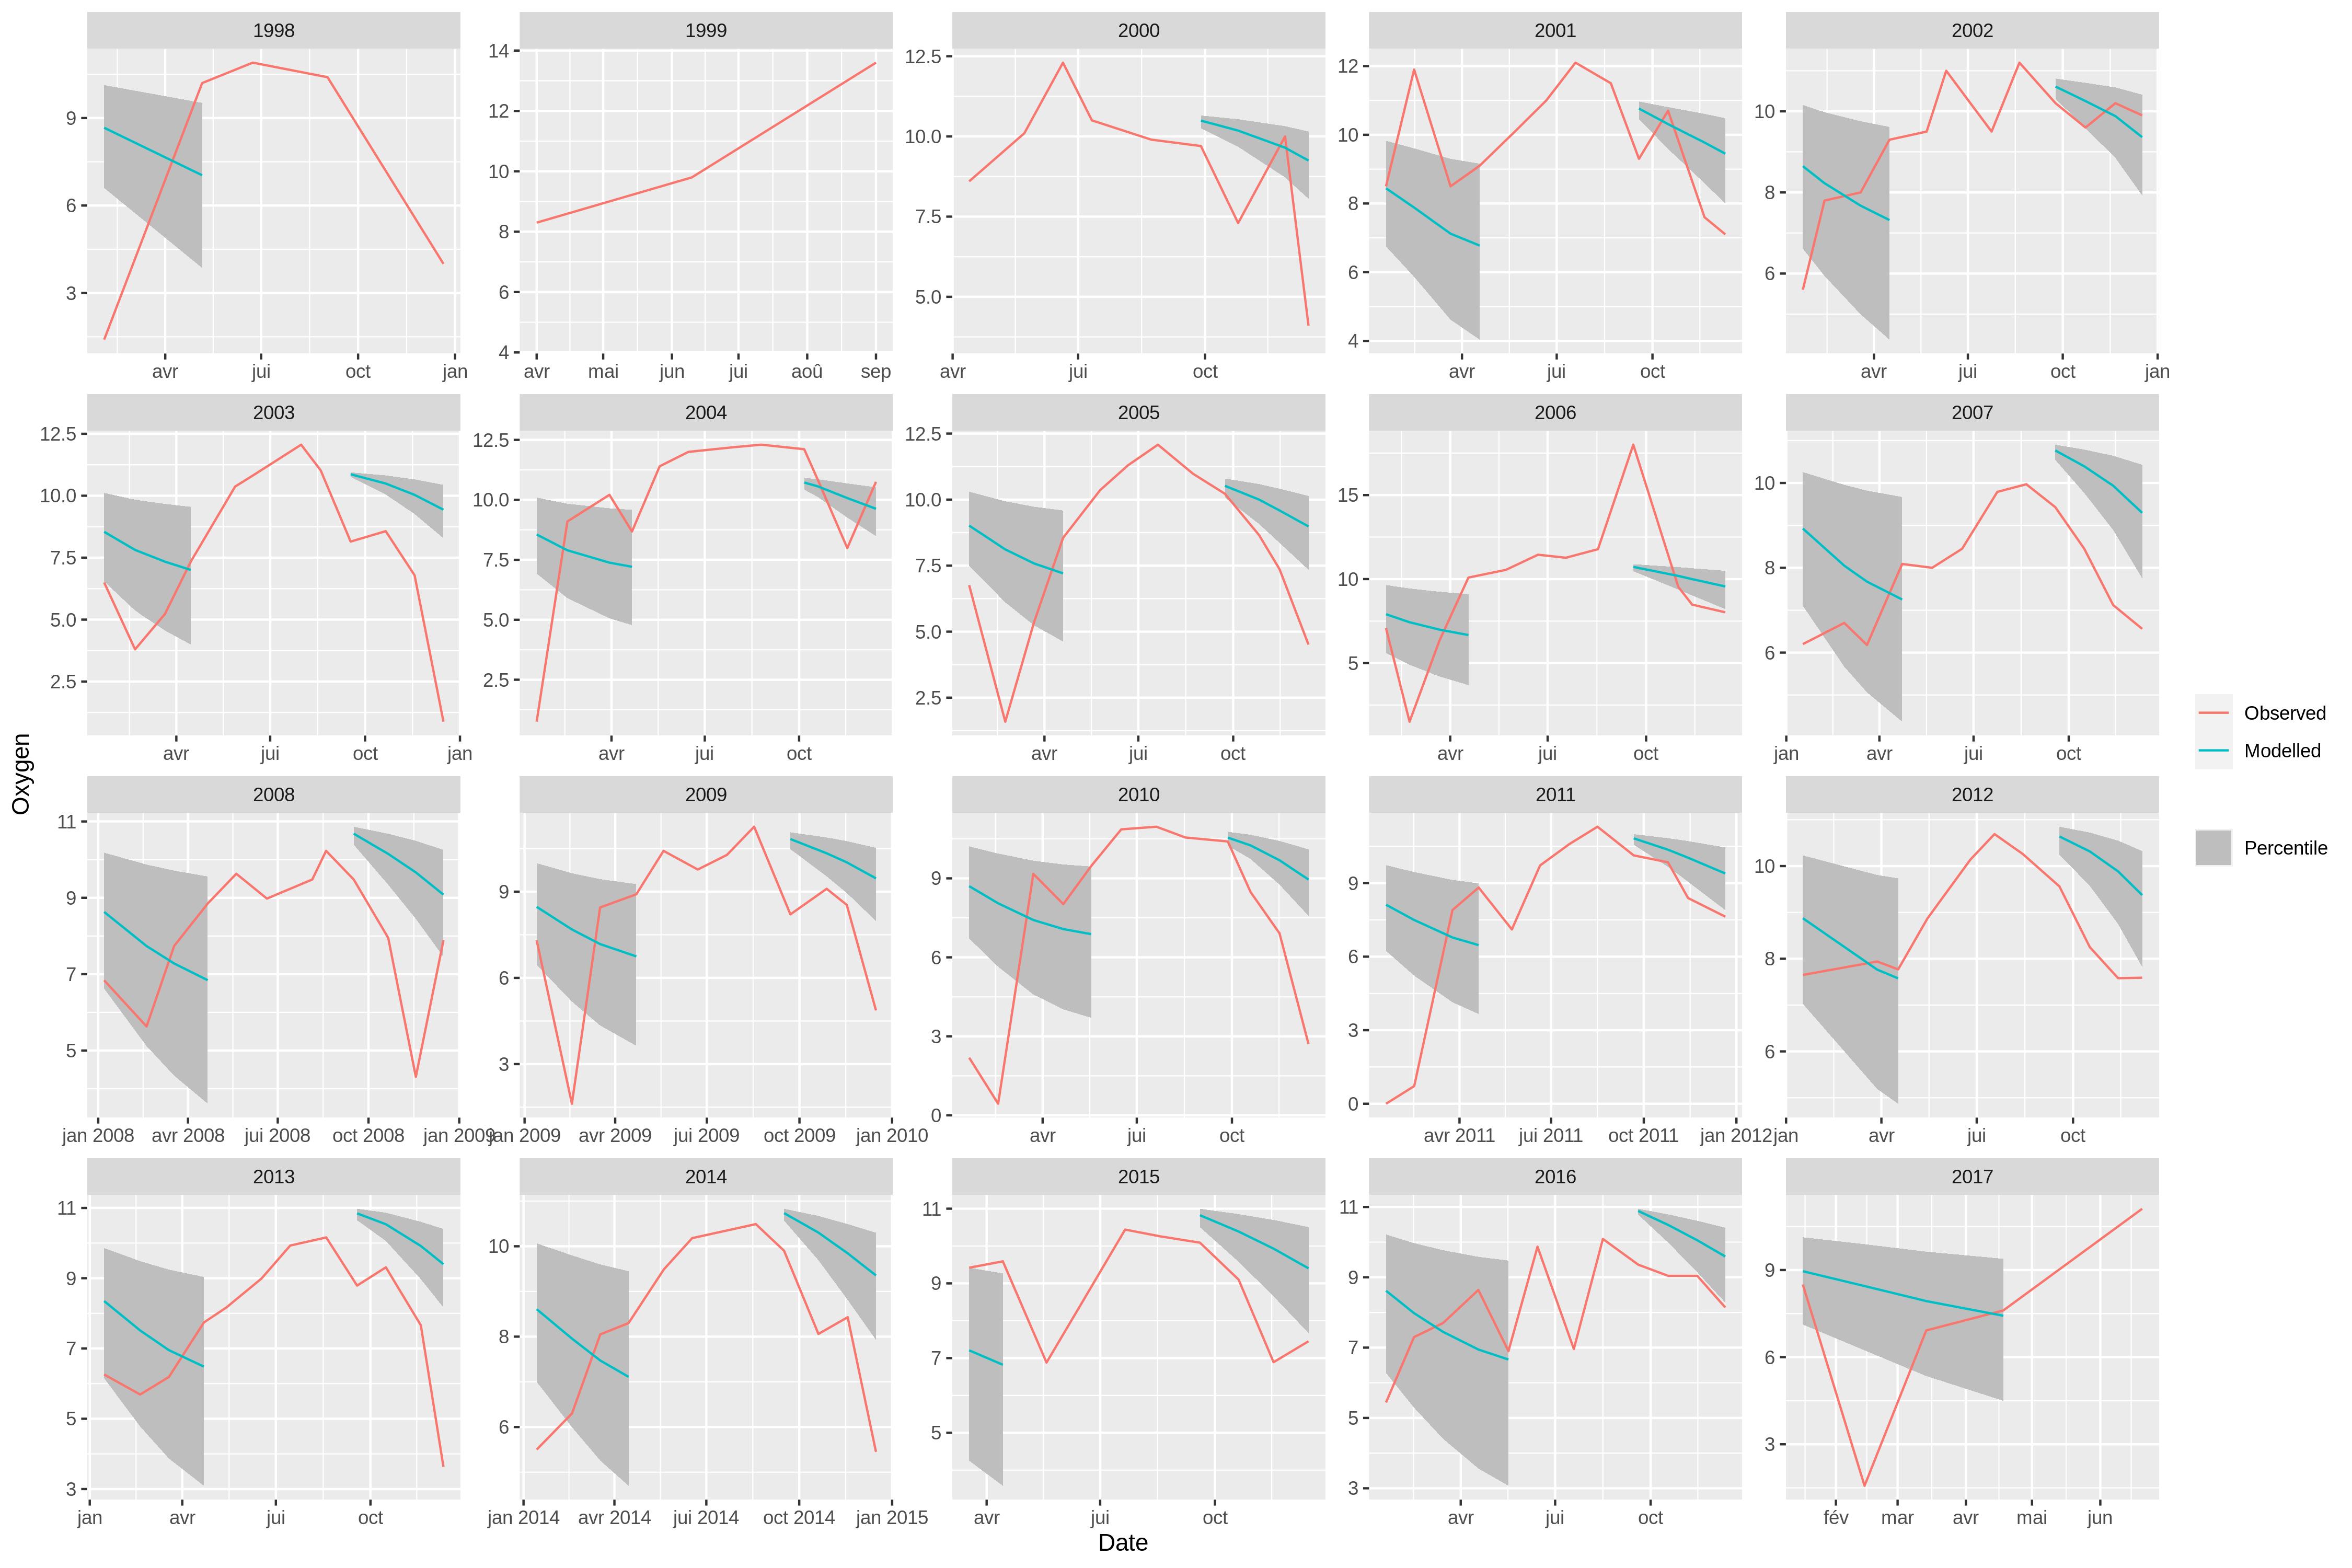 1998 1999 2000 2001 2002
9 6 3
14 12 10 8 6 4
12.5 10.0 7.5 5.0
12 10 8 6 4
10 8 6
avr jui oct jan
avr mai jun jui aoû sep
avr jui oct
avr jui oct
avr jui oct jan
2003 2004 2005 2006 2007
12.5 10.0 7.5 5.0 2.5
12.5 10.0 7.5 5.0 2.5
12.5 10.0 7.5 5.0 2.5
15 10 5
10 8 6
avr jui oct jan
avr jui oct
avr jui oct
avr jui oct
jan avr jui oct
Oxygen
Observed
Modelled
Percentile
2008 2009 2010 2011 2012
11 9 7 5
9 6 3
9 6 3 0
9 6 3 0
10 8 6
jan 2008 avr 2008 jui 2008 oct 2008 jan 2009
jan 2009 avr 2009 jui 2009 oct 2009 jan 2010
avr jui oct
avr 2011 jui 2011 oct 2011 jan 2012
jan avr jui oct
2013 2014 2015 2016 2017
11 9 7 5 3
10 8 6
11 9 7 5
11 9 7 5 3
9 6 3
jan avr jui oct
jan 2014 avr 2014 jui 2014 oct 2014 jan 2015
avr jui oct
avr jui oct
fév mar avr mai jun
Date